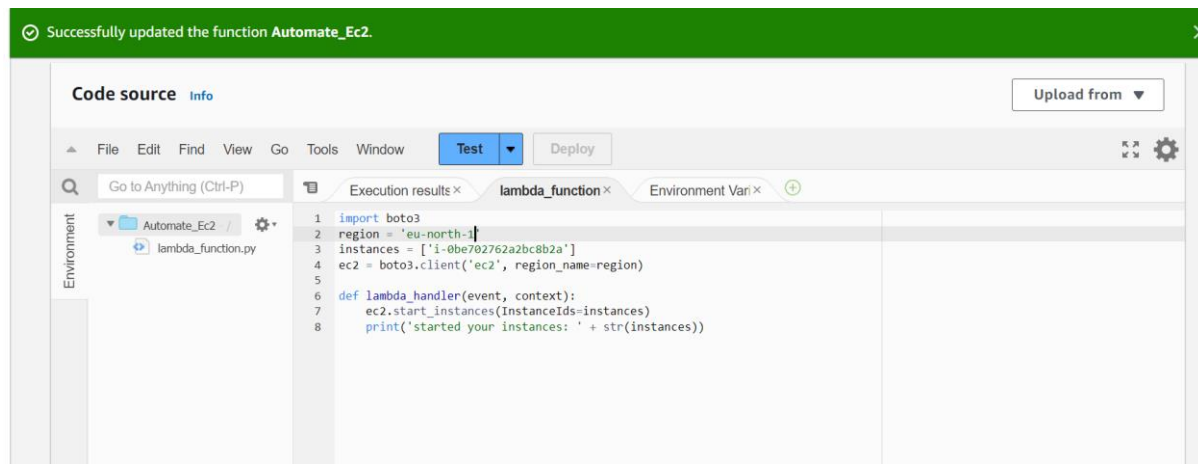 Successfully updated the function Automate_Ec2.
Code source Info
Upload from
File Edit Find View Go Tools Window Test Deploy
Go to Anything (Ctrl-P)
Execution results × lambda_function × Environment Vari ×
Environment
Automate_Ec2 /
lambda_function.py
1 import boto3
2 region = 'eu-north-1'
3 instances = ['i-0be702762a2bc8b2a']
4 ec2 = boto3.client('ec2', region_name=region)
5
6 def lambda_handler(event, context):
7     ec2.start_instances(InstanceIds=instances)
8     print('started your instances: ' + str(instances))